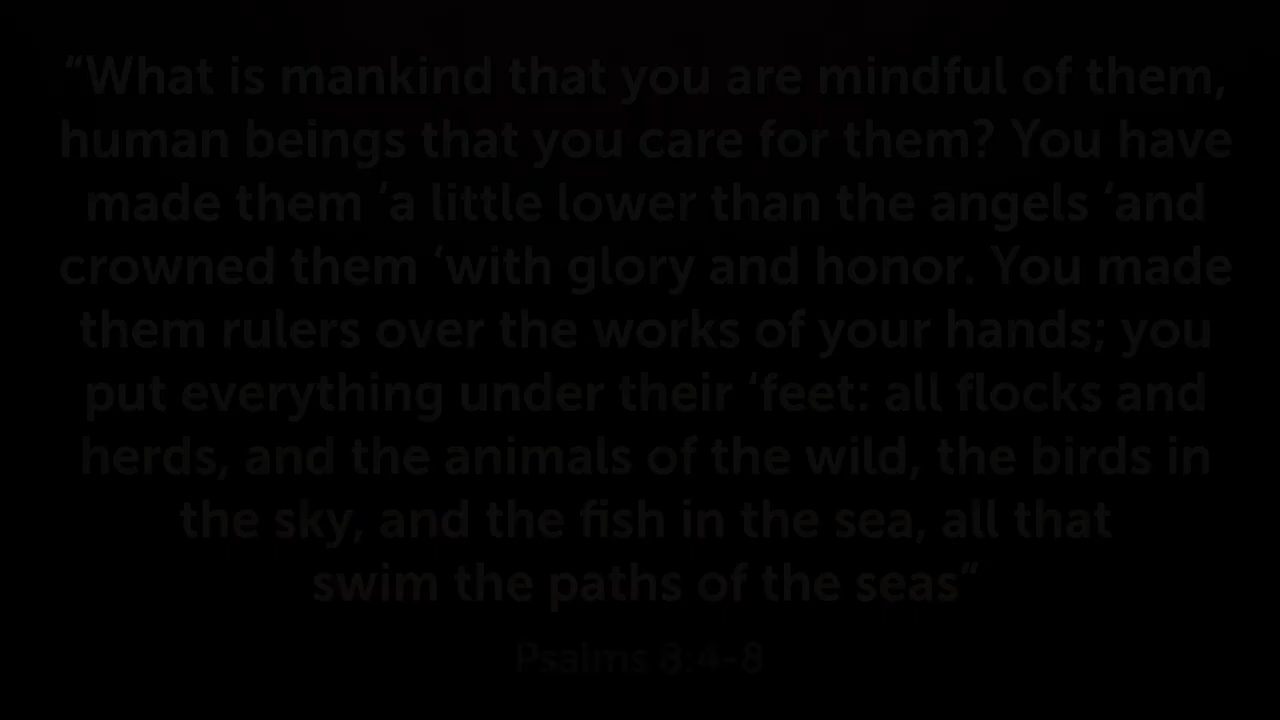 “What is mankind that you are mindful of them,
human beings that you care for them? You have
made them ‘a little lower than the angels ‘and
crowned them ‘with glory and honor. You made
them rulers over the works of your hands; you
put everything under their ‘feet: all flocks and
herds, and the animals of the wild, the birds in
the sky, and the fish in the sea, all that
swim the paths of the seas”
Psalms 8:4-8